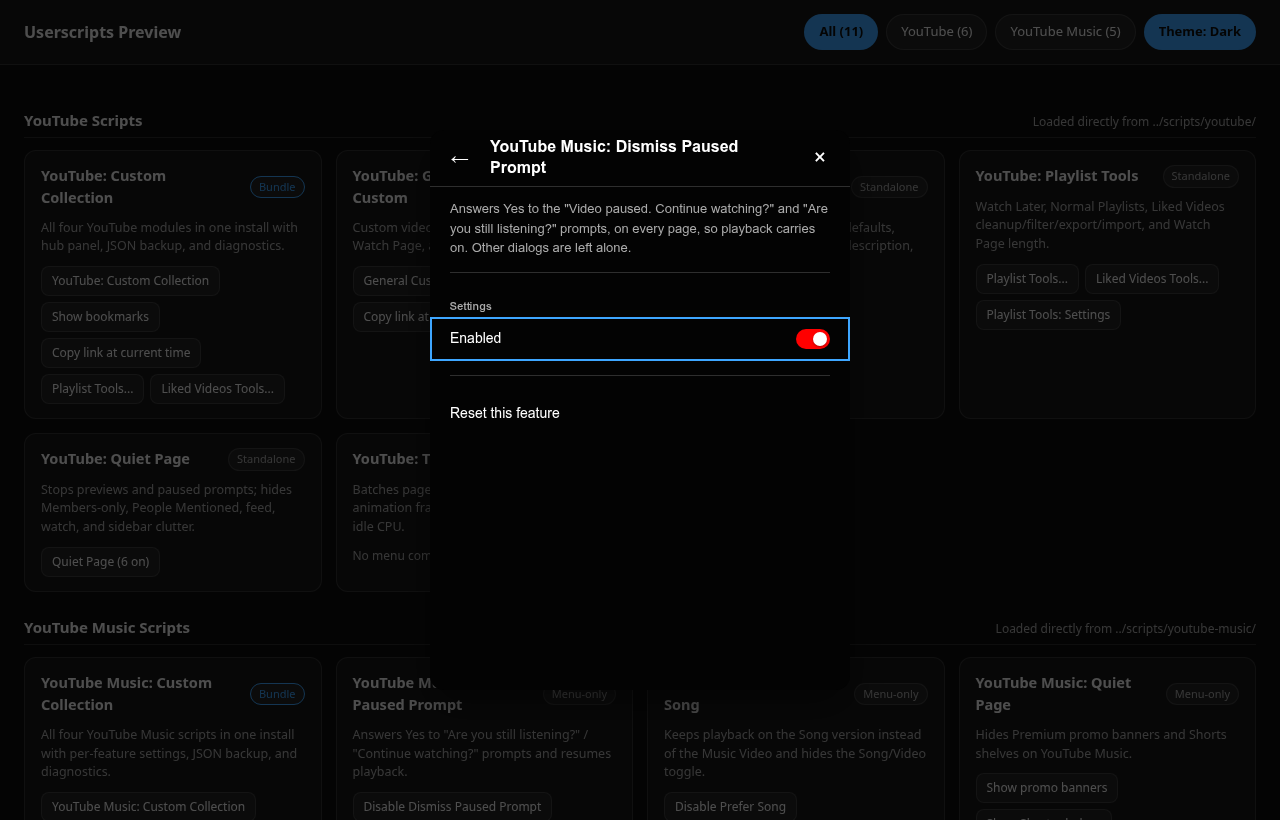 Userscripts Preview
All (11)
YouTube (6)
YouTube Music (5)
Theme: Dark
YouTube Scripts
Loaded directly from ../scripts/youtube/
YouTube: Custom
Collection
Bundle
All four YouTube modules in one install with
hub panel, JSON backup, and diagnostics.
YouTube: Custom Collection
Show bookmarks
Copy link at current time
Playlist Tools...
Liked Videos Tools...
YouTube: G
Custom
Custom vide
Watch Page, a
General Cus
Copy link at
Standalone
defaults,
description,
YouTube: Playlist Tools
Standalone
Watch Later, Normal Playlists, Liked Videos
cleanup/filter/export/import, and Watch
Page length.
Playlist Tools...
Liked Videos Tools...
Playlist Tools: Settings
←
YouTube Music: Dismiss Paused
Prompt
×
Answers Yes to the "Video paused. Continue watching?" and "Are
you still listening?" prompts, on every page, so playback carries
on. Other dialogs are left alone.
Settings
Enabled
Reset this feature
YouTube: Quiet Page
Standalone
Stops previews and paused prompts; hides
Members-only, People Mentioned, feed,
watch, and sidebar clutter.
Quiet Page (6 on)
YouTube: T
Batches page
animation fra
idle CPU.
No menu com
YouTube Music Scripts
Loaded directly from ../scripts/youtube-music/
YouTube Music: Custom
Collection
Bundle
All four YouTube Music scripts in one install
with per-feature settings, JSON backup, and
diagnostics.
YouTube Music: Custom Collection
YouTube M
Paused Prompt
Menu-only
Answers Yes to "Are you still listening?" /
"Continue watching?" prompts and resumes
playback.
Disable Dismiss Paused Prompt
Song
Menu-only
Keeps playback on the Song version instead
of the Music Video and hides the Song/Video
toggle.
Disable Prefer Song
YouTube Music: Quiet
Page
Menu-only
Hides Premium promo banners and Shorts
shelves on YouTube Music.
Show promo banners